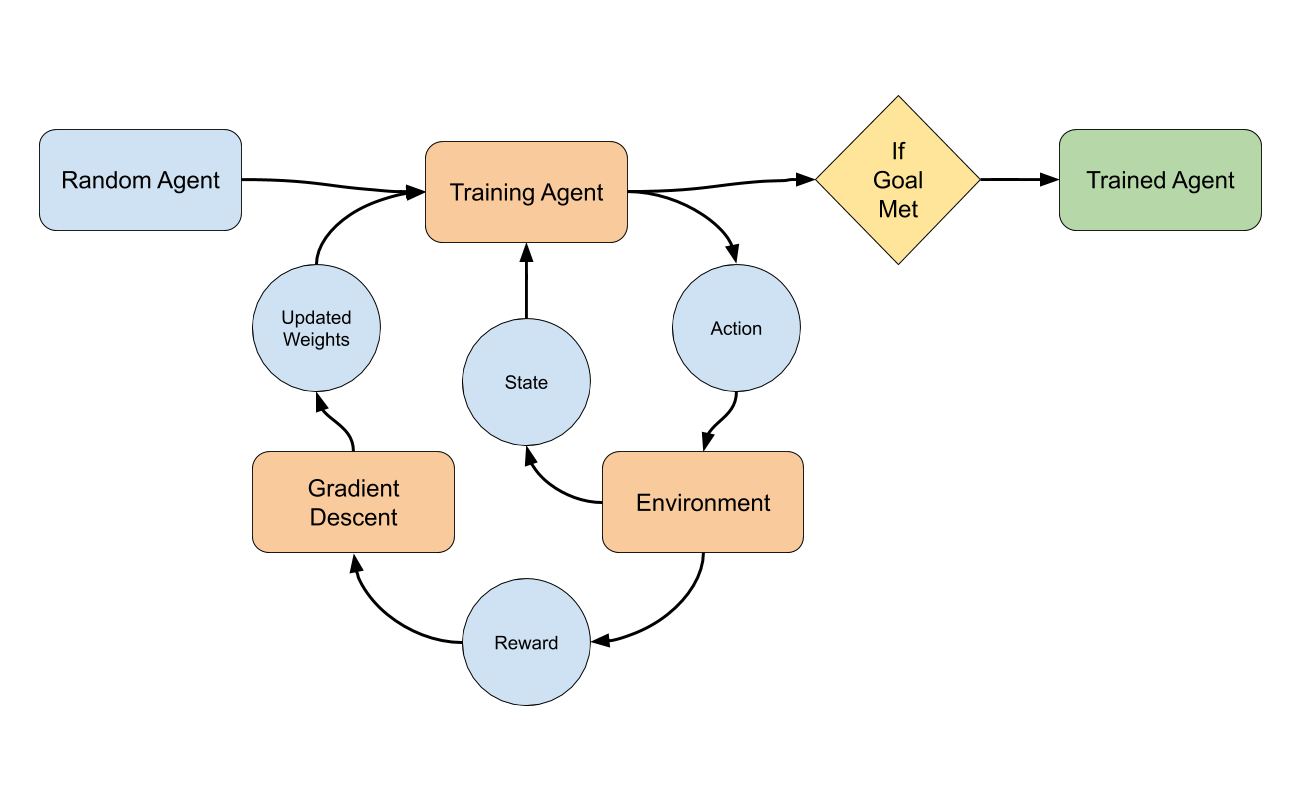 Random Agent
Training Agent
If
Goal
Met
Trained Agent
Updated
Weights
State
Action
Gradient
Descent
Environment
Reward